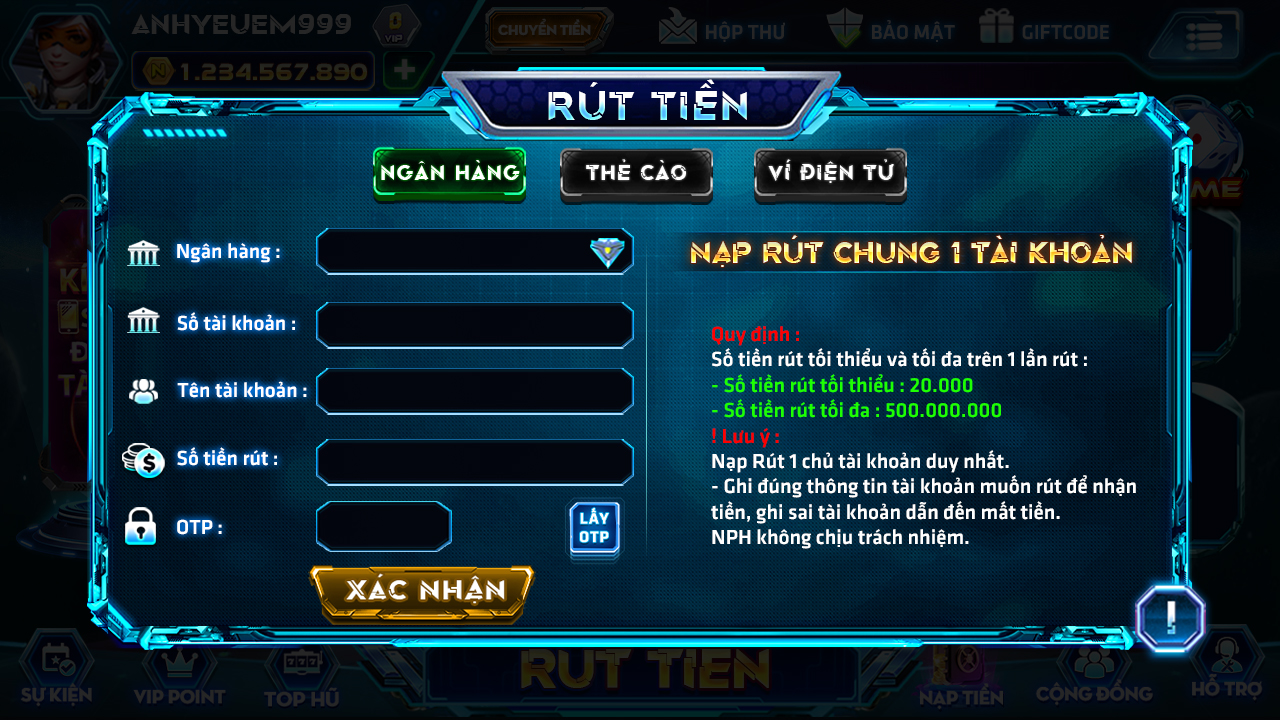 ANHYEUEM999
VIP
1.234.567.890
CHUYỂN TIỀN
HỘP THƯ
BẢO MẬT
GIFTCODE
RÚT TIỀN
NGÂN HÀNG
THẺ CÀO
VÍ ĐIỆN TỬ
Ngân hàng :
Số tài khoản :
Tên tài khoản :
Số tiền rút :
OTP :
LẤY
OTP
XÁC NHẬN
NẠP RÚT CHUNG 1 TÀI KHOẢN
Quy định :
Số tiền rút tối thiểu và tối đa trên 1 lần rút :
- Số tiền rút tối thiểu : 20.000
- Số tiền rút tối đa : 500.000.000
! Lưu ý :
Nạp Rút 1 chủ tài khoản duy nhất.
- Ghi đúng thông tin tài khoản muốn rút để nhận
tiền, ghi sai tài khoản dẫn đến mất tiền.
NPH không chịu trách nhiệm.
SỰ KIỆN
VIP POINT
777
TOP HŨ
RÚT TIỀN
NẠP TIỀN
CỘNG ĐỒNG
HỖ TRỢ